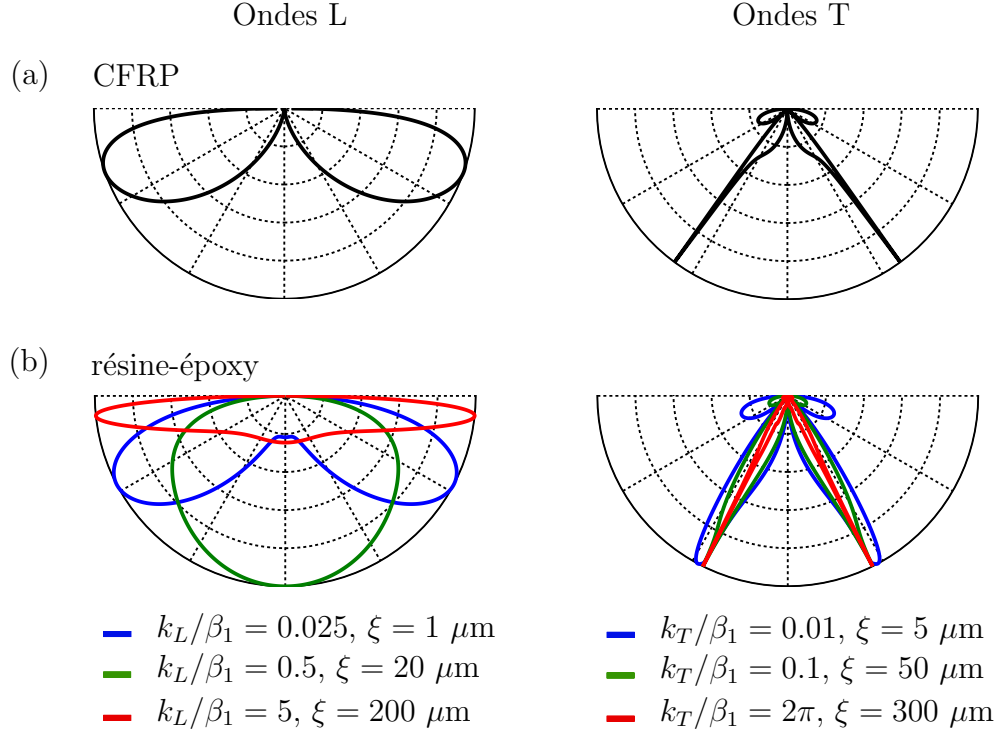 Ondes L
Ondes T
(a) CFRP
(b) résine-époxy
k_L/β_1 = 0.025, ξ = 1 μm
k_L/β_1 = 0.5, ξ = 20 μm
k_L/β_1 = 5, ξ = 200 μm
k_T/β_1 = 0.01, ξ = 5 μm
k_T/β_1 = 0.1, ξ = 50 μm
k_T/β_1 = 2π, ξ = 300 μm